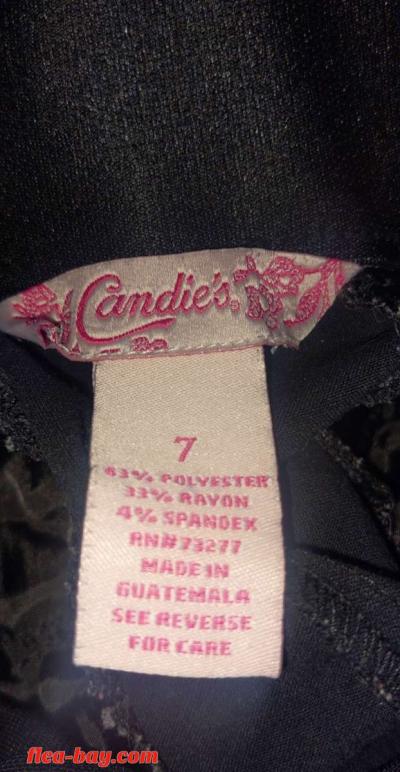 Candie's®
7
63% POLYESTER
33% RAYON
4% SPANDEX
RN# 73277
MADE IN
GUATEMALA
SEE REVERSE
FOR CARE
flea-bay.com